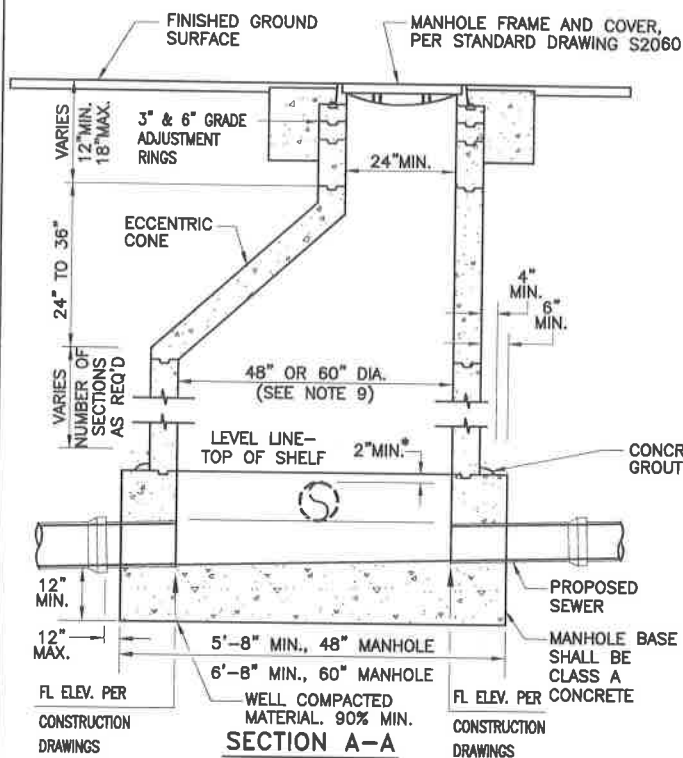 FINISHED GROUND
SURFACE
MANHOLE FRAME AND COVER,
PER STANDARD DRAWING S2060
VARIES
12"MIN.
18"MAX.
3" & 6" GRADE
ADJUSTMENT
RINGS
24"MIN.
ECCENTRIC
CONE
24" TO 36"
4"
MIN.
6"
MIN.
VARIES
NUMBER OF
SECTIONS
AS REQ'D
48" OR 60" DIA.
(SEE NOTE 9)
LEVEL LINE-
TOP OF SHELF
2"MIN.*
CONCR
GROUT
S
12"
MIN.
12"
MAX.
PROPOSED
SEWER
5'-8" MIN., 48" MANHOLE
6'-8" MIN., 60" MANHOLE
MANHOLE BASE
SHALL BE
CLASS A
CONCRETE
FL ELEV. PER
CONSTRUCTION
DRAWINGS
WELL COMPACTED
MATERIAL. 90% MIN.
FL ELEV. PER
CONSTRUCTION
DRAWINGS
SECTION A-A